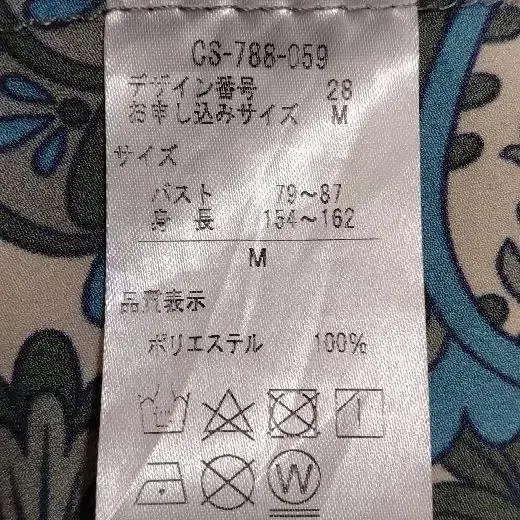 CS-788-059
デザイン番号 28
お申し込みサイズ M
サイズ
バスト 79～87
身長 154～162
M
品質表示
ポリエステル 100%
W